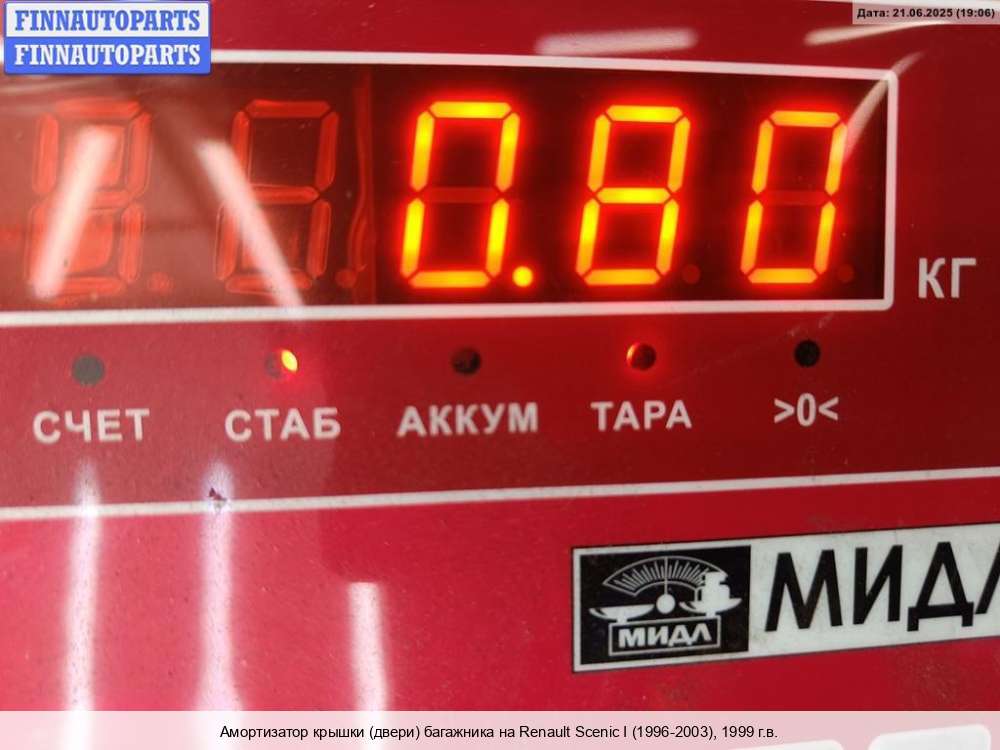 FINNAUTOPARTS
FINNAUTOPARTS
Дата: 21.06.2025 (19:06)
0.80
КГ
СЧЕТ СТАБ АККУМ ТАРА >0<
МИДЛ
МИДЛ
Амортизатор крышки (двери) багажника на Renault Scenic I (1996-2003), 1999 г.в.